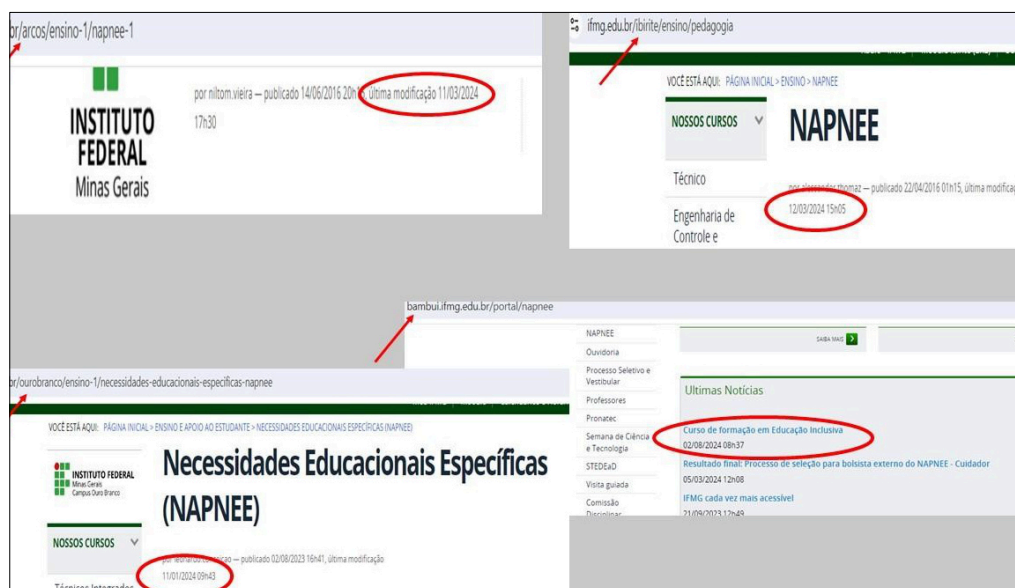 br/arcos/ensino-1/napnee-1
INSTITUTO
FEDERAL
Minas Gerais
por niltom.vieira — publicado 14/06/2016 20h15, última modificação 11/03/2024
17h30
ifmg.edu.br/ibirite/ensino/pedagogia
VOCÊ ESTÁ AQUI: PÁGINA INICIAL > ENSINO > NAPNEE
NOSSOS CURSOS
NAPNEE
Técnico
Engenharia de
Controle e
publicado 22/04/2016 01h15, última modificaç
12/03/2024 15h05
bambui.ifmg.edu.br/portal/napnee
NAPNEE
Ouvidoria
Processo Seletivo e
Vestibular
Professores
Pronatec
Semana de Ciência
e Tecnologia
STEDEaD
Visita guiada
Comissão
Disciplinar
SAIBA MAIS
Ultimas Notícias
Curso de formação em Educação Inclusiva
02/08/2024 08h37
Resultado final: Processo de seleção para bolsista externo do NAPNEE - Cuidador
05/03/2024 12h08
IFMG cada vez mais acessível
21/09/2023 12h49
br/ourobranco/ensino-1/necessidades-educacionais-especificas-napnee
VOCÊ ESTÁ AQUI: PÁGINA INICIAL > ENSINO E APOIO AO ESTUDANTE > NECESSIDADES EDUCACIONAIS ESPECÍFICAS (NAPNEE)
INSTITUTO FEDERAL
Minas Gerais
Campus Ouro Branco
Necessidades Educacionais Específicas
(NAPNEE)
NOSSOS CURSOS
— publicado 02/08/2023 16h41, última modificação
11/01/2024 09h43
Técnicos Integrados